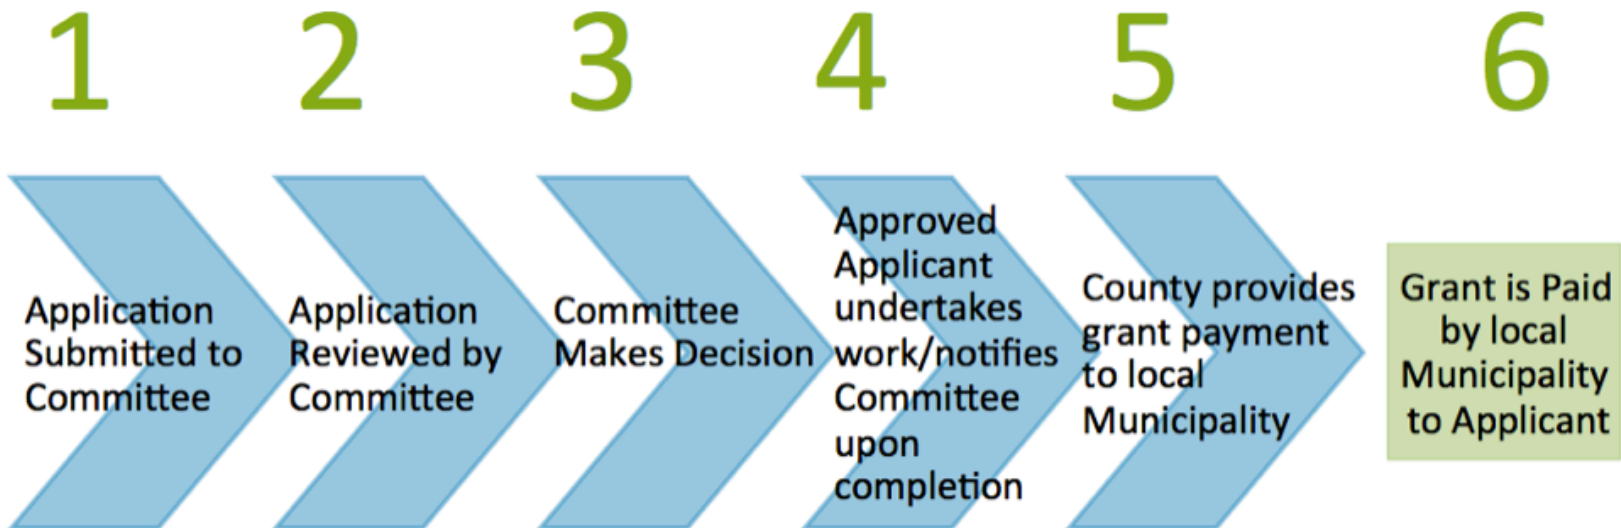 1
2
3
4
5
6
Application
Submitted to
Committee
Application
Reviewed by
Committee
Committee
Makes Decision
Approved
Applicant
undertakes
work/notifies
Committee
upon
completion
County provides
grant payment
to local
Municipality
Grant is Paid
by local
Municipality
to Applicant